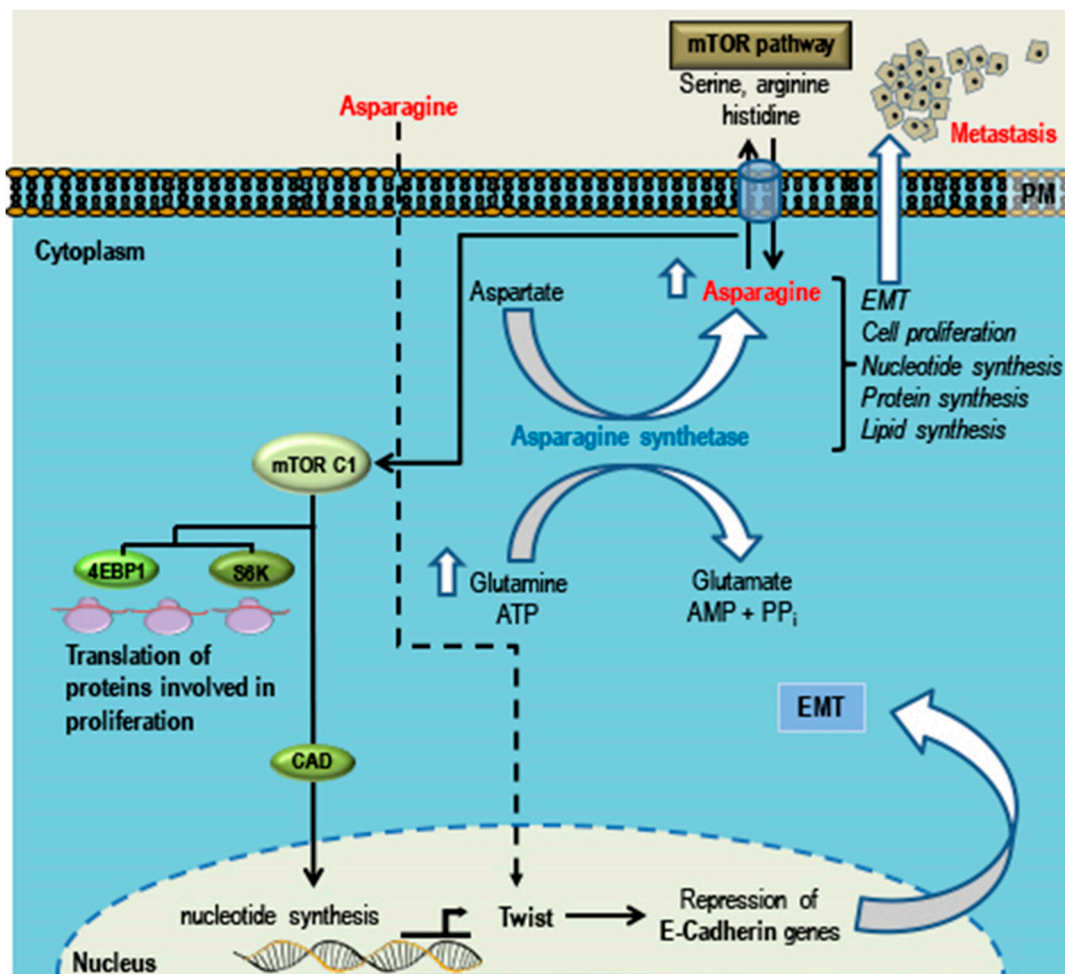 mTOR pathway
Serine, arginine
histidine
Asparagine
Metastasis
PM
Cytoplasm
Aspartate
Asparagine
EMT
Cell proliferation
Nucleotide synthesis
Protein synthesis
Lipid synthesis
Asparagine synthetase
mTOR C1
4EBP1
S6K
Glutamine
ATP
Glutamate
AMP + PPi
Translation of
proteins involved in
proliferation
EMT
CAD
nucleotide synthesis
Twist
Repression of
E-Cadherin genes
Nucleus